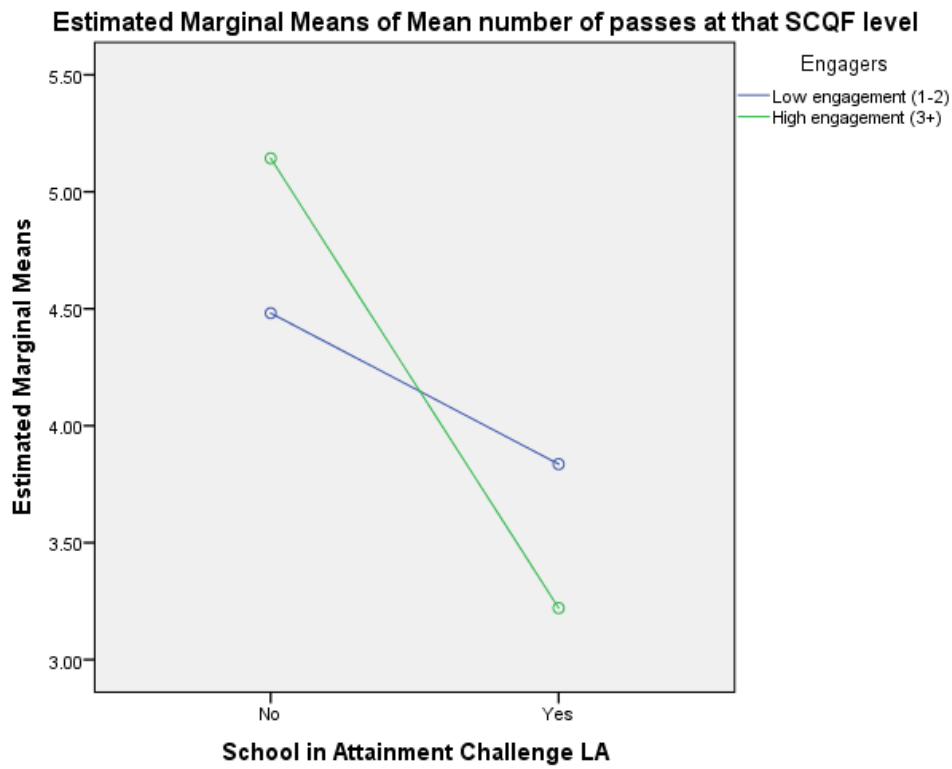 Estimated Marginal Means of Mean number of passes at that SCQF level
Engagers
Low engagement (1-2)
High engagement (3+)
Estimated Marginal Means
5.50
5.00
4.50
4.00
3.50
3.00
No Yes
School in Attainment Challenge LA